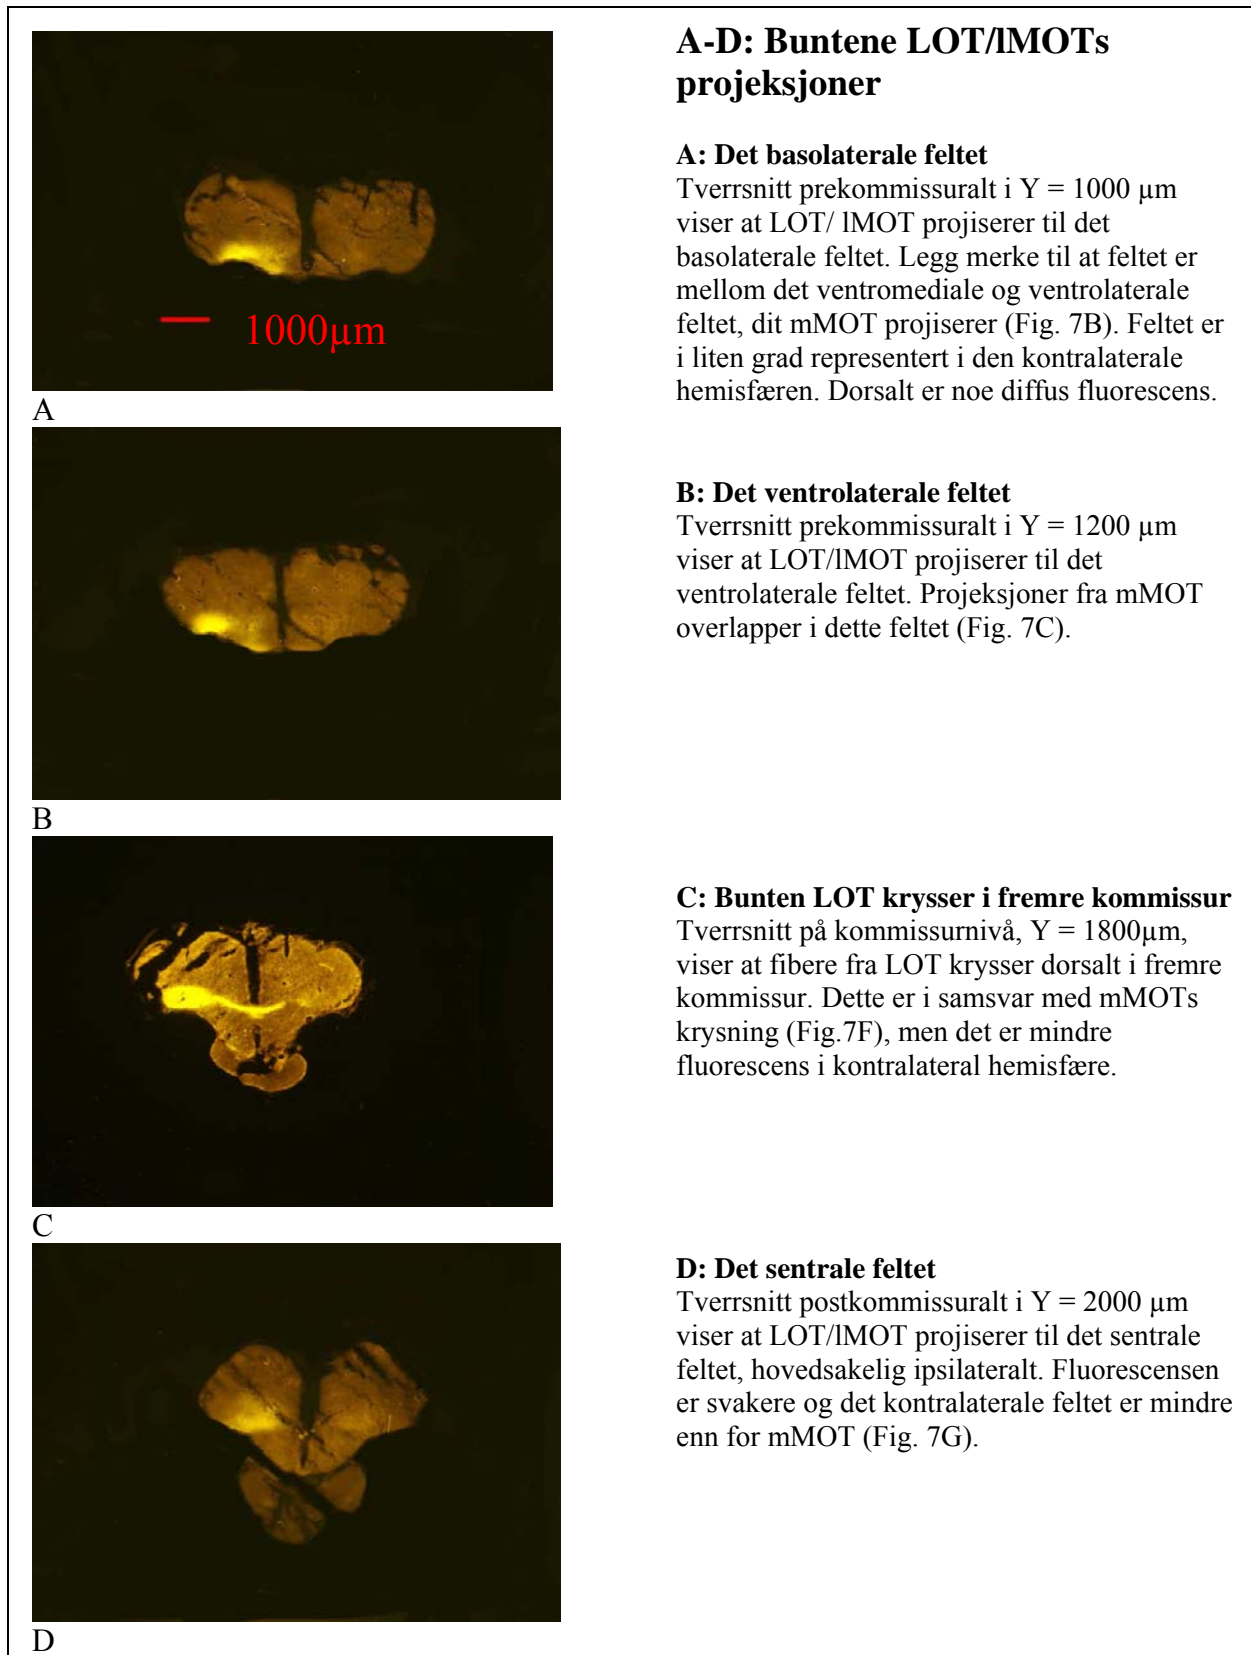 A-D: Buntene LOT/lMOTs
projeksjoner
A: Det basolaterale feltet
Tverrsnitt prekommissuralt i Y = 1000 µm
viser at LOT/ lMOT projiserer til det
basolaterale feltet. Legg merke til at feltet er
mellom det ventromediale og ventrolaterale
feltet, dit mMOT projiserer (Fig. 7B). Feltet er
i liten grad representert i den kontralaterale
hemisfæren. Dorsalt er noe diffus fluorescens.
1000µm
A
B: Det ventrolaterale feltet
Tverrsnitt prekommissuralt i Y = 1200 µm
viser at LOT/lMOT projiserer til det
ventrolaterale feltet. Projeksjoner fra mMOT
overlapper i dette feltet (Fig. 7C).
B
C: Bunten LOT krysser i fremre kommissur
Tverrsnitt på kommissurnivå, Y = 1800µm,
viser at fibere fra LOT krysser dorsalt i fremre
kommissur. Dette er i samsvar med mMOTs
krysning (Fig.7F), men det er mindre
fluorescens i kontralateral hemisfære.
C
D: Det sentrale feltet
Tverrsnitt postkommissuralt i Y = 2000 µm
viser at LOT/lMOT projiserer til det sentrale
feltet, hovedsakelig ipsilateralt. Fluorescensen
er svakere og det kontralaterale feltet er mindre
enn for mMOT (Fig. 7G).
D